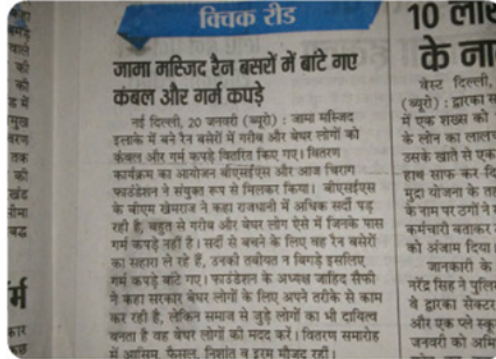 क्विक रीड
जामा मस्जिद रैन बसरों में बांटे गए
कंबल और गर्म कपड़े
नई दिल्ली, 20 जनवरी (ब्यूरो) : जामा मस्जिद
इलाके में बने रैन बसेरों में गरीब और बेघर लोगों को
कंबल और गर्म कपड़े वितरित किए गए। वितरण
कार्यक्रम का आयोजन बीएसईएस और आज चिराग
फाउंडेशन ने संयुक्त रूप से मिलकर किया। बीएसईएस
के बीएम खेमराज ने कहा राजधानी में अधिक सर्दी पड़
रही है, बहुत से गरीब और बेघर लोग ऐसे में जिनके पास
गर्म कपड़े नहीं है। सर्दी से बचने के लिए वह रैन बसेरों
का सहारा ले रहे हैं, उनकी तबीयत न बिगड़े इसलिए
गर्म कपड़े बांटे गए। फाउंडेशन के अध्यक्ष जाहिद सैफी
ने कहा सरकार बेघर लोगों के लिए अपने तरीके से काम
कर रही है, लेकिन समाज से जुड़े लोगों का भी दायित्व
बनता है वह बेघर लोगों की मदद करें। वितरण समारोह
में आसिम, फैसल, निशांत व इरम मौजूद रहीं।
10
के
वेस्ट दिल्ली,
(ब्यूरो) : द्वारका
में एक शख्स को
के लोन का लालच
उसके खाते से एक
हाथ साफ कर
मुद्रा योजना के
के नाम पर ठगों ने
कर्मचारी बताकर
को अंजाम दिया
जानकारी के
नरेंद्र सिंह ने
वे द्वारका सेक्टर
और एक प्ले
जनवरी को